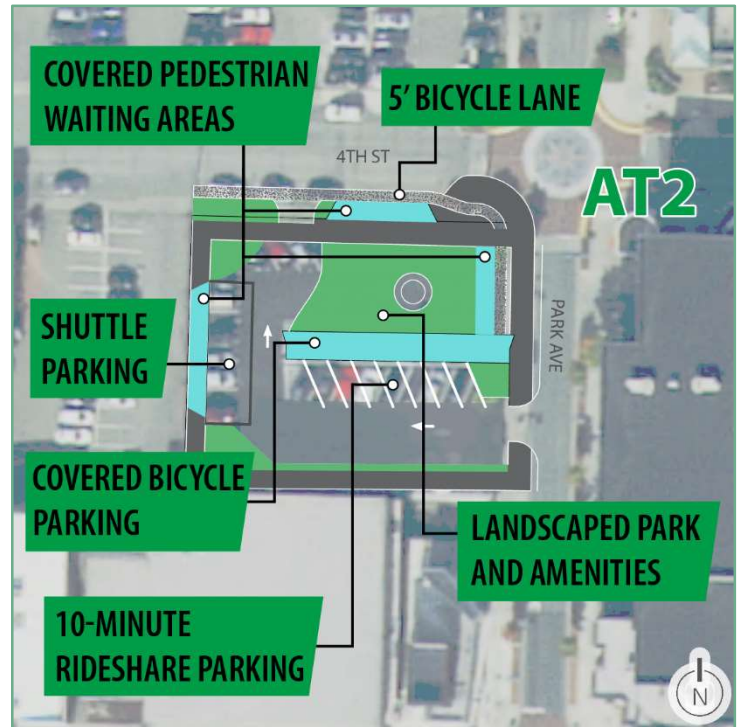 COVERED PEDESTRIAN
WAITING AREAS
5’ BICYCLE LANE
4TH ST
AT2
PARK AVE
SHUTTLE
PARKING
COVERED BICYCLE
PARKING
LANDSCAPED PARK
AND AMENITIES
10-MINUTE
RIDESHARE PARKING
N